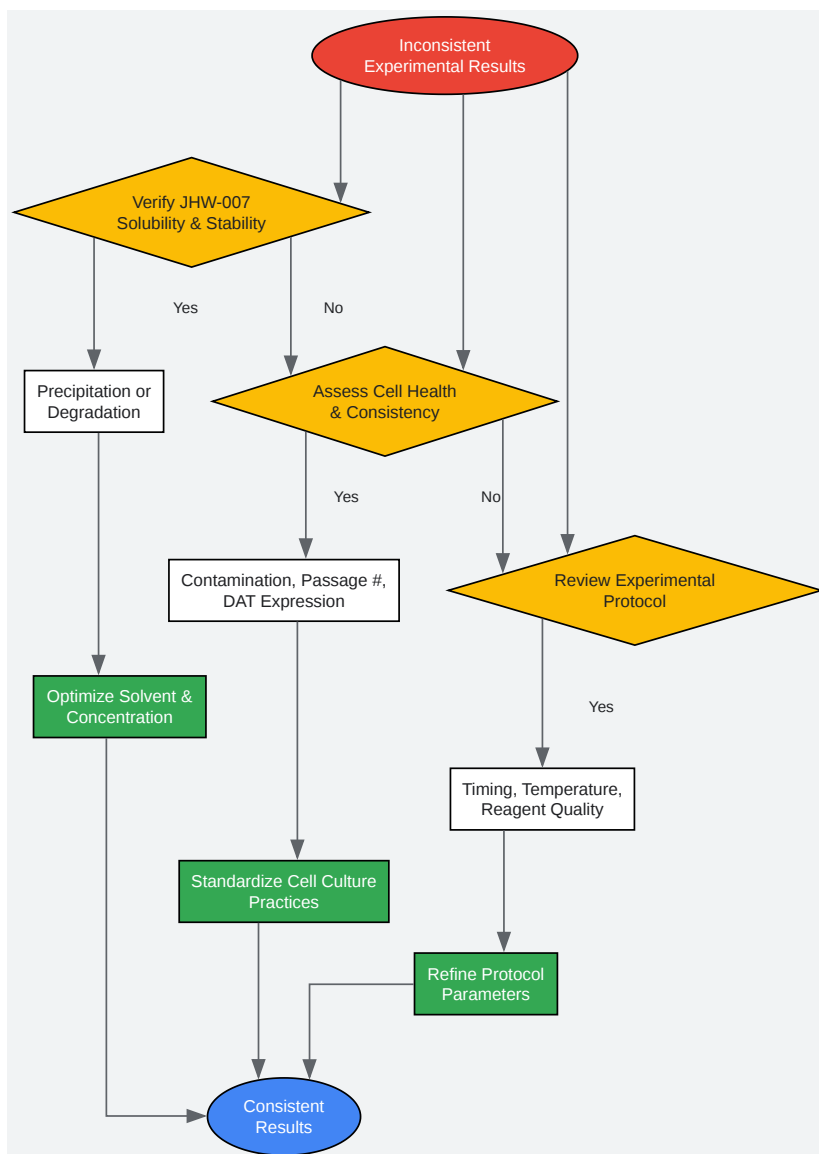 Inconsistent
Experimental Results
Verify JHW-007
Solubility & Stability
Yes
No
Precipitation or
Degradation
Assess Cell Health
& Consistency
Yes
No
Contamination, Passage #,
DAT Expression
Review Experimental
Protocol
Optimize Solvent &
Concentration
Yes
Timing, Temperature,
Reagent Quality
Standardize Cell Culture
Practices
Refine Protocol
Parameters
Consistent
Results